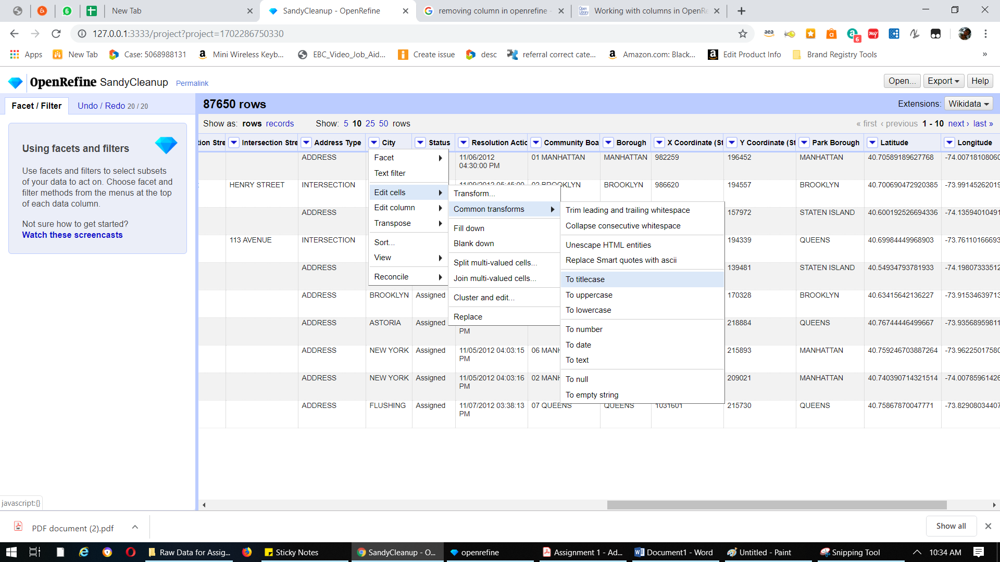 New Tab
SandyCleanup - OpenRefine
removing column in openrefine -
Working with columns in OpenRe
127.0.0.1:3333/project?project=1702286750330
aea
my
6
Apps
New Tab
Case: 5068988131
Mini Wireless Keyb...
EBC_Video_Job_Aid...
Create issue
desc
referral correct cate...
Amazon.com: Black...
Edit Product Info
Brand Registry Tools
»
OpenRefine SandyCleanup Permalink
Open... Export Help
Facet / Filter
Undo / Redo 20 / 20
87650 rows
Extensions: Wikidata
Show as: rows records Show: 5 10 25 50 rows
« first ‹ previous 1 - 10 next › last »
Using facets and filters
Use facets and filters to select subsets
of your data to act on. Choose facet and
filter methods from the menus at the top
of each data column.
Not sure how to get started?
Watch these screencasts
tion Stre Intersection Stre Address Type City Status Resolution Actio Community Boa Borough X Coordinate (St Y Coordinate (St Park Borough Latitude Longitude
ADDRESS 11/06/2012 04:30:00 PM 01 MANHATTAN MANHATTAN 982259 196452 MANHATTAN 40.70589189627768 -74.00718108060
HENRY STREET INTERSECTION 11/09/2012 05:45:00 02 BROOKLYN BROOKLYN 986620 194557 BROOKLYN 40.700690472920385 -73.99145262019
ADDRESS 157972 STATEN ISLAND 40.600192526694336 -74.13594010491
113 AVENUE INTERSECTION 194339 QUEENS 40.69984449968903 -73.76110166693
ADDRESS 139481 STATEN ISLAND 40.54934793781933 -74.19807333512
ADDRESS BROOKLYN Assigned 170328 BROOKLYN 40.63415642136227 -73.91534639713
ADDRESS ASTORIA Assigned PM 218884 QUEENS 40.76744446499667 -73.93568959811
ADDRESS NEW YORK Assigned 11/05/2012 04:03:15 PM 06 MANH 215893 MANHATTAN 40.759246703887264 -73.96225017580
ADDRESS NEW YORK Assigned 11/05/2012 04:03:16 PM 02 MANH 209021 MANHATTAN 40.740390714321514 -74.00785961426
ADDRESS FLUSHING Assigned 11/07/2012 03:38:13 PM 07 QUEENS QUEENS 1031601 215730 QUEENS 40.75867870047771 -73.82908034407
Facet
Text filter
Edit cells
Edit column
Transpose
Sort...
View
Reconcile
Transform...
Common transforms
Fill down
Blank down
Split multi-valued cells...
Join multi-valued cells...
Cluster and edit...
Replace
Trim leading and trailing whitespace
Collapse consecutive whitespace
Unescape HTML entities
Replace Smart quotes with ascii
To titlecase
To uppercase
To lowercase
To number
To date
To text
To null
To empty string
javascript:{}
PDF document (2).pdf
Show all
Raw Data for Assig...
Sticky Notes
SandyCleanup - O...
openrefine
Assignment 1 - Ad...
Document1 - Word
Untitled - Paint
Snipping Tool
10:34 AM